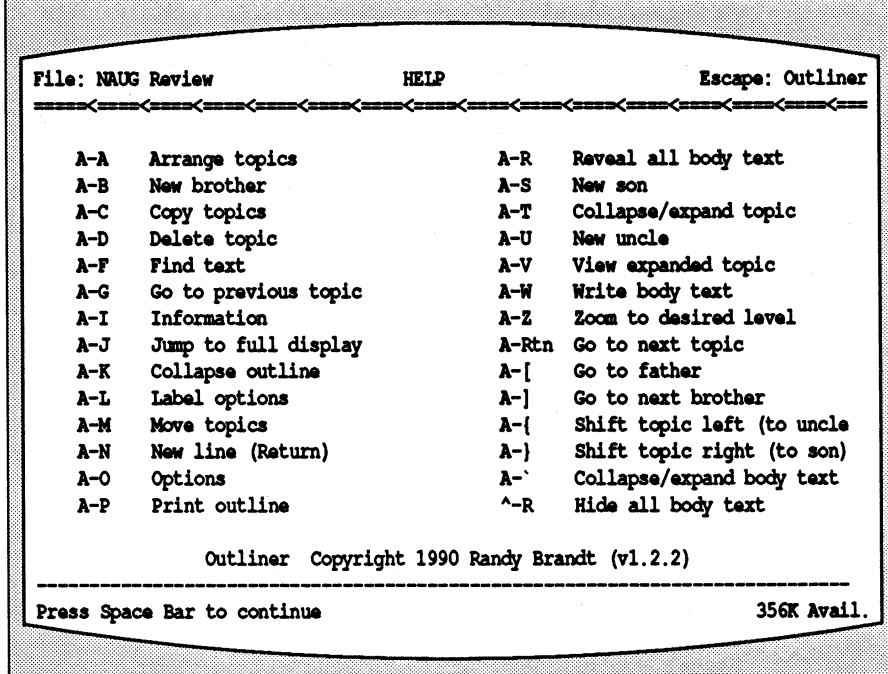 File: NAUG Review HELP Escape: Outliner
=====<====<====<====<====<====<====<====<====<====<====<====<====<====<====<===
A-A Arrange topics A-R Reveal all body text
A-B New brother A-S New son
A-C Copy topics A-T Collapse/expand topic
A-D Delete topic A-U New uncle
A-F Find text A-V View expanded topic
A-G Go to previous topic A-W Write body text
A-I Information A-Z Zoom to desired level
A-J Jump to full display A-Rtn Go to next topic
A-K Collapse outline A-[ Go to father
A-L Label options A-] Go to next brother
A-M Move topics A-{ Shift topic left (to uncle
A-N New line (Return) A-} Shift topic right (to son)
A-O Options A-` Collapse/expand body text
A-P Print outline ^-R Hide all body text
Outliner Copyright 1990 Randy Brandt (v1.2.2)
-------------------------------------------------------------------------------
Press Space Bar to continue 356K Avail.